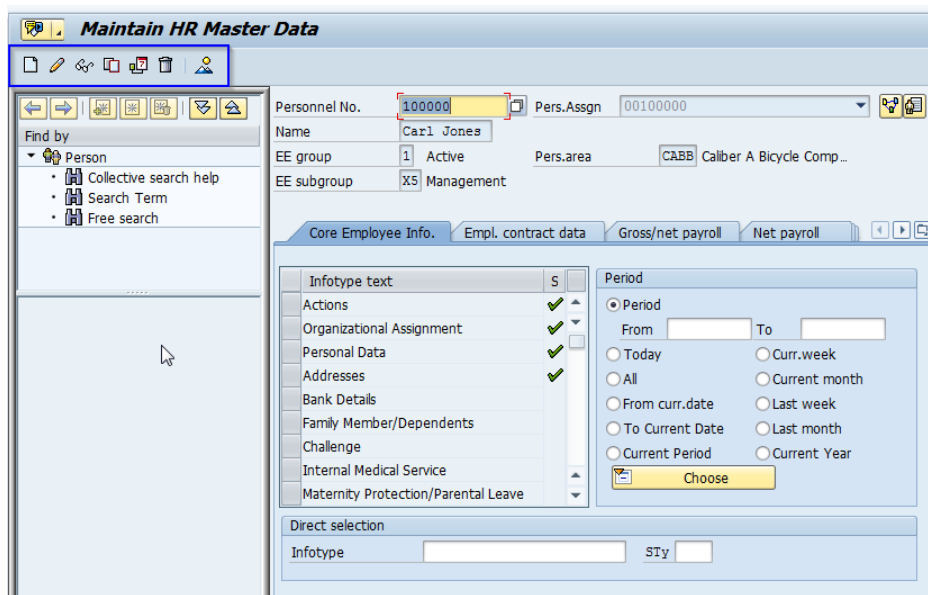 Maintain HR Master Data
Find by
Person
Collective search help
Search Term
Free search
Personnel No. 100000 Pers.Assgn 00100000
Name Carl Jones
EE group 1 Active Pers.area CABB Caliber A Bicycle Comp…
EE subgroup X5 Management
Core Employee Info. Empl. contract data Gross/net payroll Net payroll
Infotype text S
Actions
Organizational Assignment
Personal Data
Addresses
Bank Details
Family Member/Dependents
Challenge
Internal Medical Service
Maternity Protection/Parental Leave
Period
Period
From To
Today Curr.week
All Current month
From curr.date Last week
To Current Date Last month
Current Period Current Year
Choose
Direct selection
Infotype STy